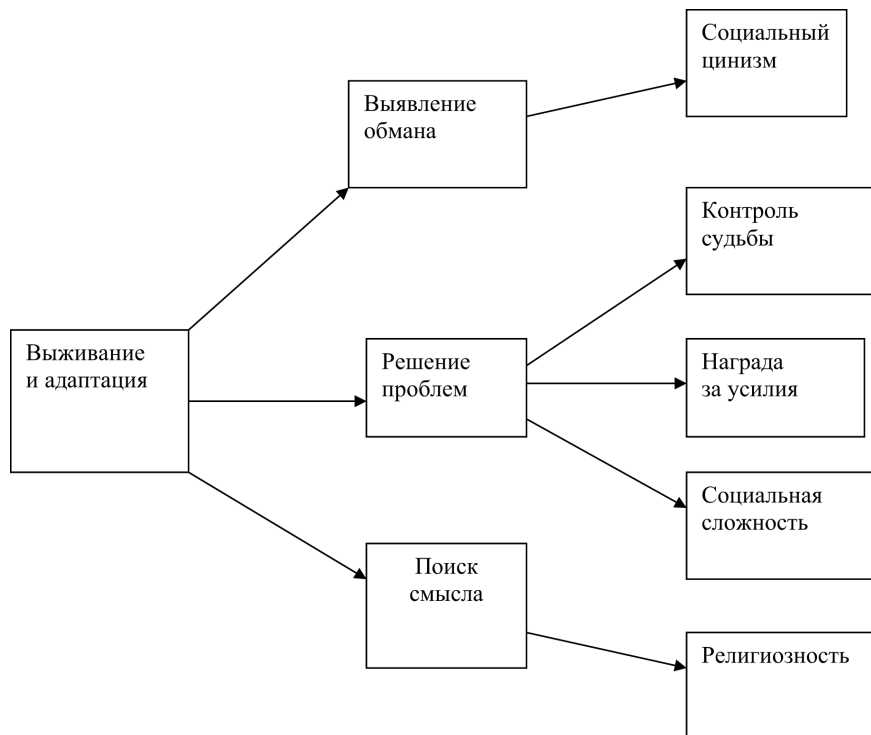 Социальный
цинизм
Выявление
обмана
Контроль
судьбы
Выживание
и адаптация
Решение
проблем
Награда
за усилия
Социальная
сложность
Поиск
смысла
Религиозность